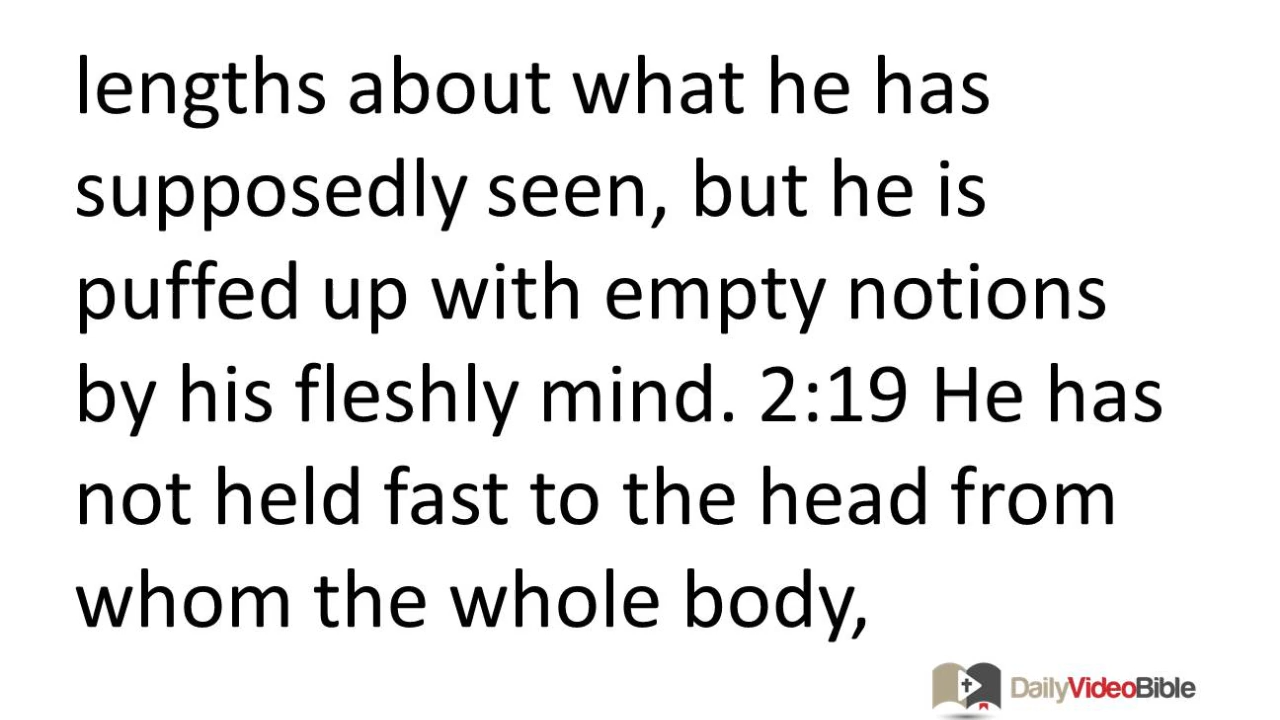 lengths about what he has
supposedly seen, but he is
puffed up with empty notions
by his fleshly mind. 2:19 He has
not held fast to the head from
whom the whole body,
DailyVideoBible